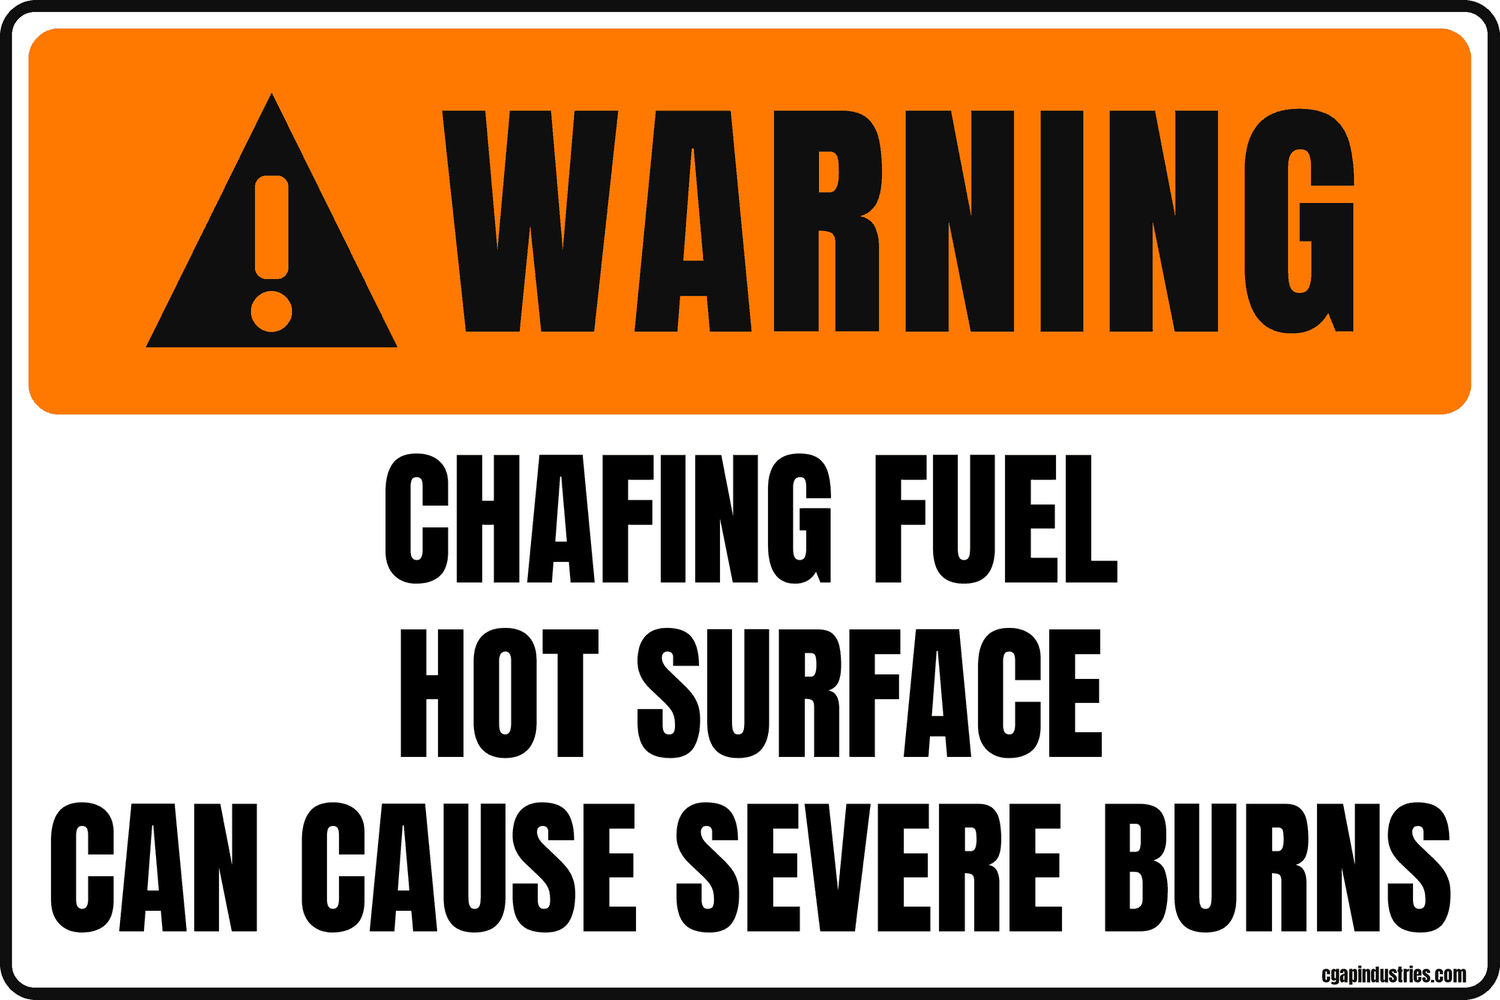 WARNING
CHAFING FUEL
HOT SURFACE
CAN CAUSE SEVERE BURNS
cgapindustries.com